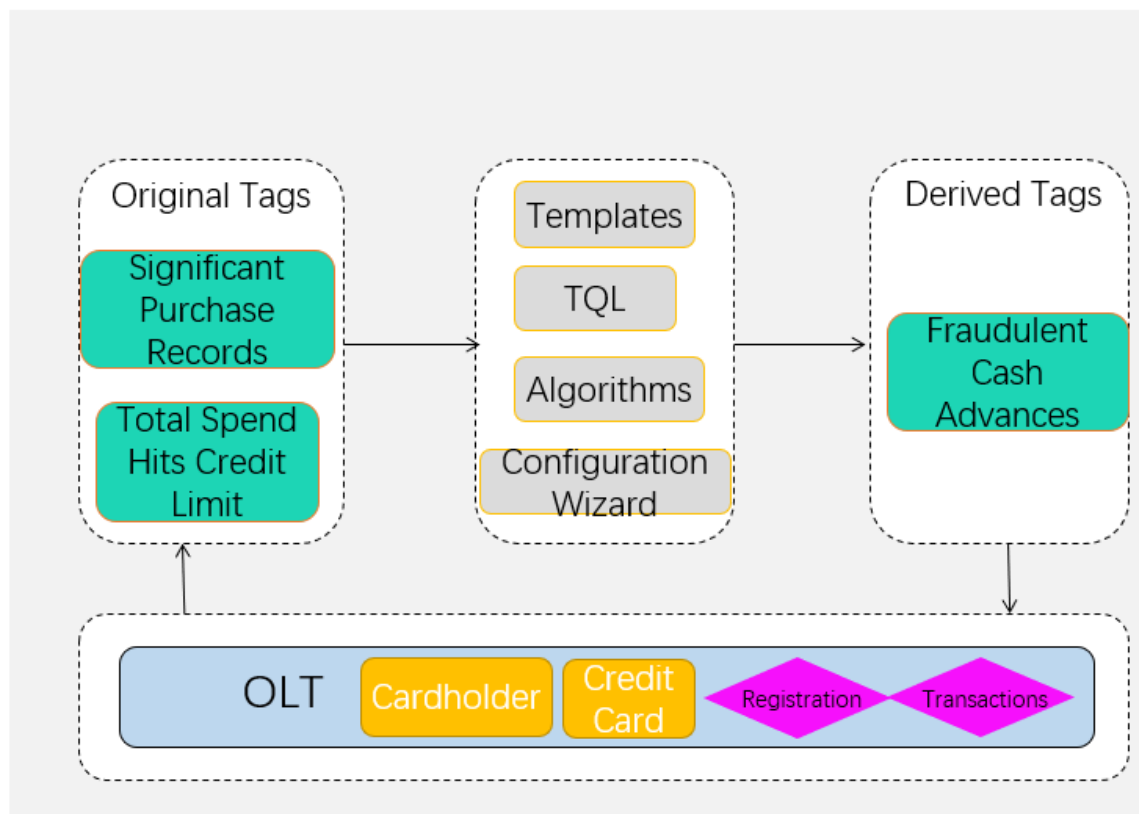 Original Tags
Significant
Purchase
Records
Total Spend
Hits Credit
Limit
Templates
TQL
Algorithms
Configuration
Wizard
Derived Tags
Fraudulent
Cash
Advances
OLT
Cardholder
Credit
Card
Registration
Transactions